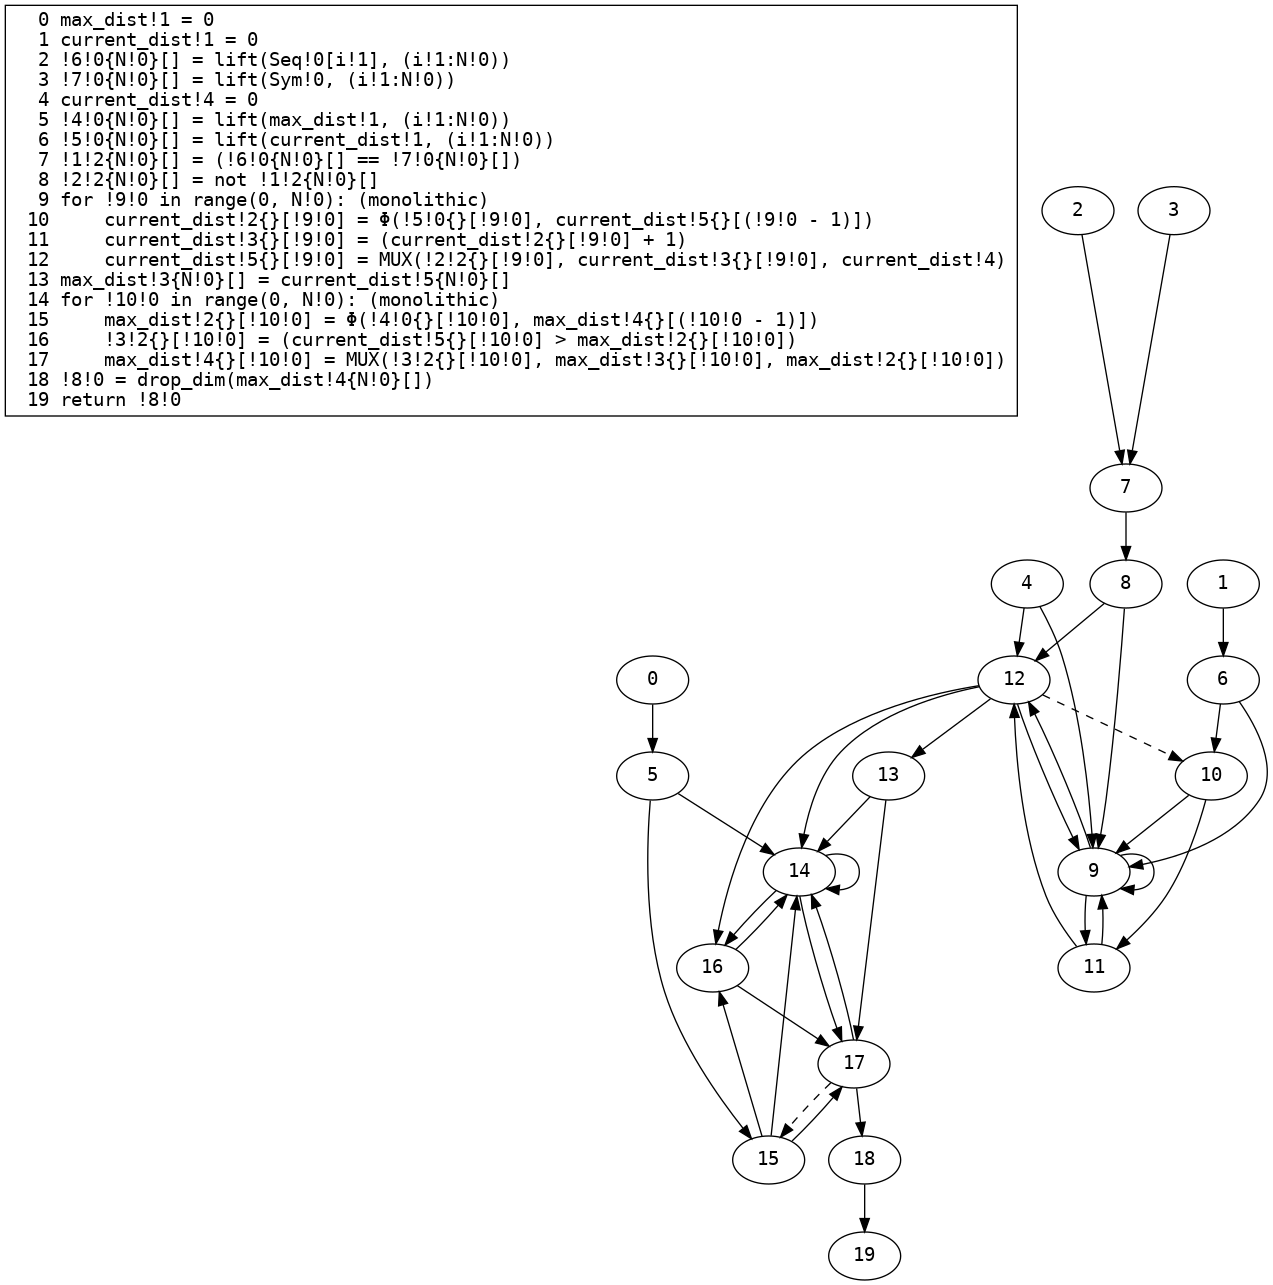 0 max_dist!1 = 0
1 current_dist!1 = 0
2 !6!0{N!0}[] = lift(Seq!0[i!1], (i!1:N!0))
3 !7!0{N!0}[] = lift(Sym!0, (i!1:N!0))
4 current_dist!4 = 0
5 !4!0{N!0}[] = lift(max_dist!1, (i!1:N!0))
6 !5!0{N!0}[] = lift(current_dist!1, (i!1:N!0))
7 !1!2{N!0}[] = (!6!0{N!0}[] == !7!0{N!0}[])
8 !2!2{N!0}[] = not !1!2{N!0}[]
9 for !9!0 in range(0, N!0): (monolithic)
10     current_dist!2{}[!9!0] = Φ(!5!0{}[!9!0], current_dist!5{}[(!9!0 - 1)])
11     current_dist!3{}[!9!0] = (current_dist!2{}[!9!0] + 1)
12     current_dist!5{}[!9!0] = MUX(!2!2{}[!9!0], current_dist!3{}[!9!0], current_dist!4)
13 max_dist!3{N!0}[] = current_dist!5{N!0}[]
14 for !10!0 in range(0, N!0): (monolithic)
15     max_dist!2{}[!10!0] = Φ(!4!0{}[!10!0], max_dist!4{}[(!10!0 - 1)])
16     !3!2{}[!10!0] = (current_dist!5{}[!10!0] > max_dist!2{}[!10!0])
17     max_dist!4{}[!10!0] = MUX(!3!2{}[!10!0], max_dist!3{}[!10!0], max_dist!2{}[!10!0])
18 !8!0 = drop_dim(max_dist!4{N!0}[])
19 return !8!0
2 3
7
4 8 1
0 12 6
5 13 10
14 9
16 11
17
15 18
19